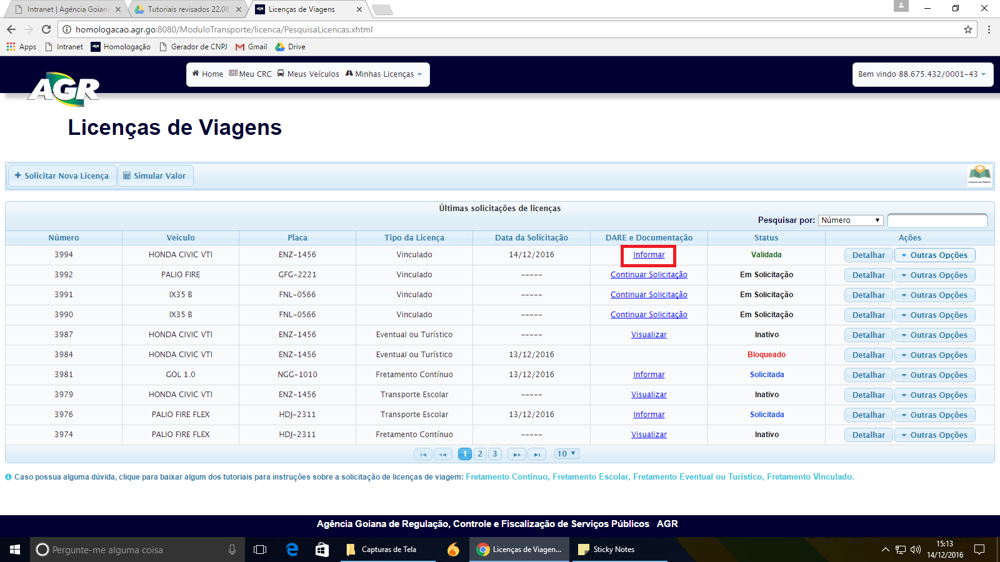 Intranet | Agência Goiana
Tutoriais revisados 22.08
AGR Licenças de Viagens
homologacao.agr.go:8080/ModuloTransporte/licenca/PesquisaLicencas.xhtml
Apps Intranet AGR Homologação Gerador de CNPJ Gmail Drive
AGR
Home Meu CRC Meus Veículos Minhas Licenças
Bem vindo 88.675.432/0001-43
Licenças de Viagens
Solicitar Nova Licença Simular Valor
Licenças de Viagens
Últimas solicitações de licenças
Pesquisar por: Número
Número Veículo Placa Tipo da Licença Data da Solicitação DARE e Documentação Status Ações
3994 HONDA CIVIC VTI ENZ-1456 Vinculado 14/12/2016 Informar Validada Detalhar Outras Opções
3992 PALIO FIRE GFG-2221 Vinculado ----- Continuar Solicitação Em Solicitação Detalhar Outras Opções
3991 IX35 B FNL-0566 Vinculado ----- Continuar Solicitação Em Solicitação Detalhar Outras Opções
3990 IX35 B FNL-0566 Vinculado ----- Continuar Solicitação Em Solicitação Detalhar Outras Opções
3987 HONDA CIVIC VTI ENZ-1456 Eventual ou Turístico ----- Visualizar Inativo Detalhar Outras Opções
3984 HONDA CIVIC VTI ENZ-1456 Eventual ou Turístico 13/12/2016 Bloqueado Detalhar Outras Opções
3981 GOL 1.0 NGG-1010 Fretamento Contínuo 13/12/2016 Informar Solicitada Detalhar Outras Opções
3979 HONDA CIVIC VTI ENZ-1456 Transporte Escolar ----- Visualizar Inativo Detalhar Outras Opções
3976 PALIO FIRE FLEX HDJ-2311 Transporte Escolar 13/12/2016 Informar Solicitada Detalhar Outras Opções
3974 PALIO FIRE FLEX HDJ-2311 Fretamento Contínuo ----- Visualizar Inativo Detalhar Outras Opções
1 2 3 10
Caso possua alguma dúvida, clique para baixar algum dos tutoriais para instruções sobre a solicitação de licenças de viagem: Fretamento Contínuo, Fretamento Escolar, Fretamento Eventual ou Turístico, Fretamento Vinculado.
Agência Goiana de Regulação, Controle e Fiscalização de Serviços Públicos AGR
Pergunte-me alguma coisa
Capturas de Tela
Licenças de Viagen...
Sticky Notes
15:13
14/12/2016